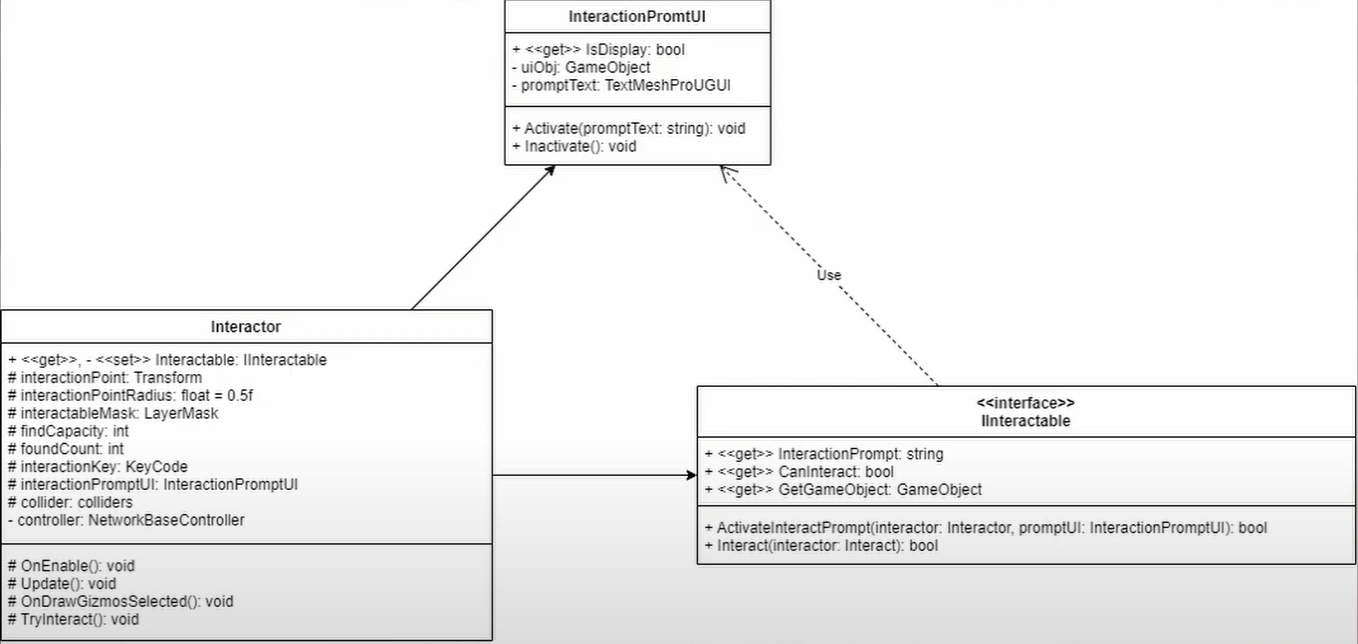 InteractionPromtUI
+ <<get>> IsDisplay: bool
- uiObj: GameObject
- promptText: TextMeshProUGUI
+ Activate(promptText: string): void
+ Inactivate(): void
Use
Interactor
+ <<get>>, - <<set>> Interactable: IInteractable
# interactionPoint: Transform
# interactionPointRadius: float = 0.5f
# interactableMask: LayerMask
# findCapacity: int
# foundCount: int
# interactionKey: KeyCode
# interactionPromptUI: InteractionPromptUI
# collider: colliders
- controller: NetworkBaseController
# OnEnable(): void
# Update(): void
# OnDrawGizmosSelected(): void
# TryInteract(): void
<<interface>>
IInteractable
+ <<get>> InteractionPrompt: string
+ <<get>> CanInteract: bool
+ <<get>> GetGameObject: GameObject
+ ActivateInteractPrompt(interactor: Interactor, promptUI: InteractionPromptUI): bool
+ Interact(interactor: Interact): bool